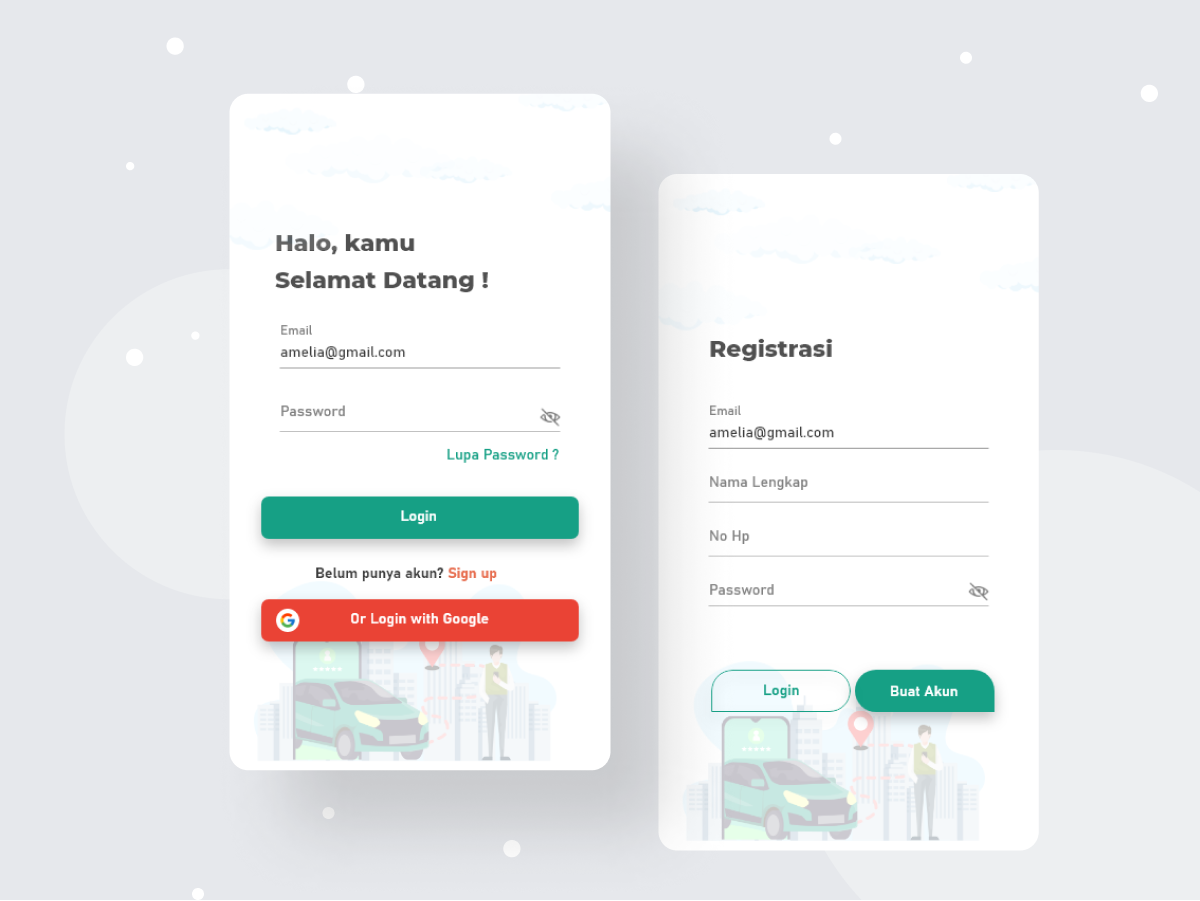 Halo, kamu
Selamat Datang !
Email
amelia@gmail.com
Password
Lupa Password ?
Login
Belum punya akun? Sign up
Or Login with Google
Registrasi
Email
amelia@gmail.com
Nama Lengkap
No Hp
Password
Login
Buat Akun